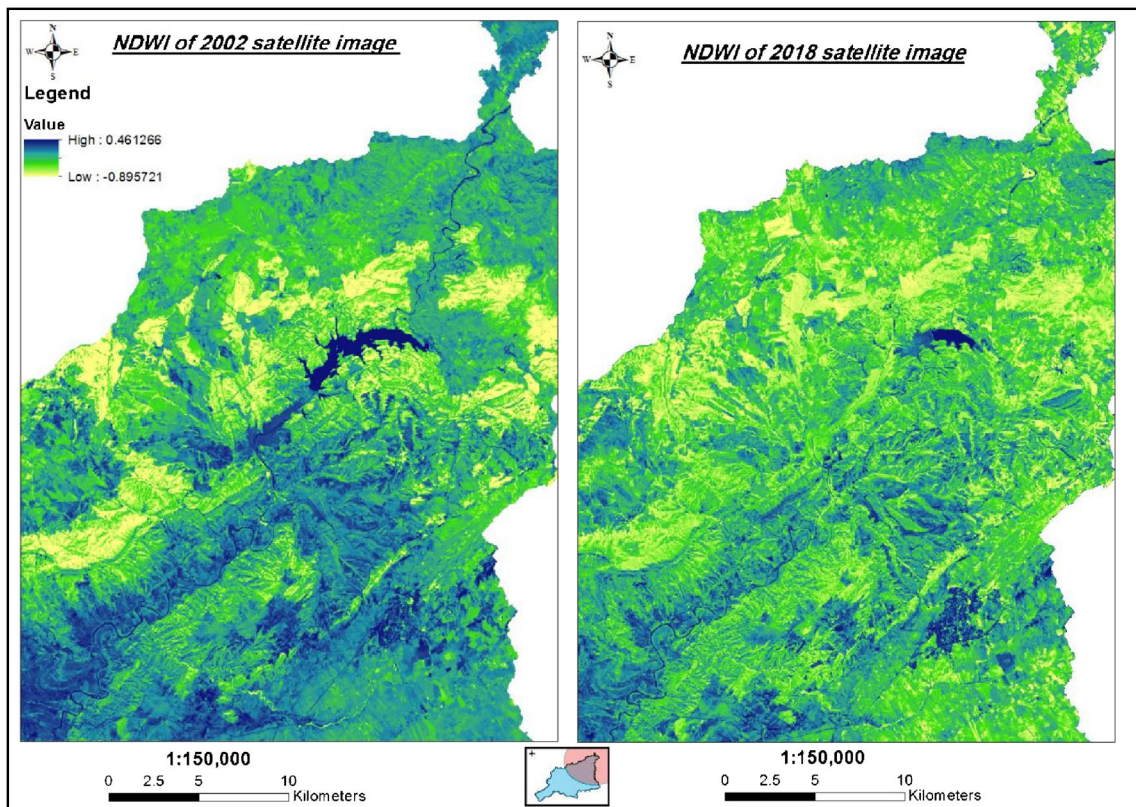 NDWI of 2002 satellite image
N
W E
S
Legend
Value
High : 0.461266
Low : -0.895721
1:150,000
0 2.5 5 10
Kilometers
NDWI of 2018 satellite image
N
W E
S
1:150,000
0 2.5 5 10
Kilometers